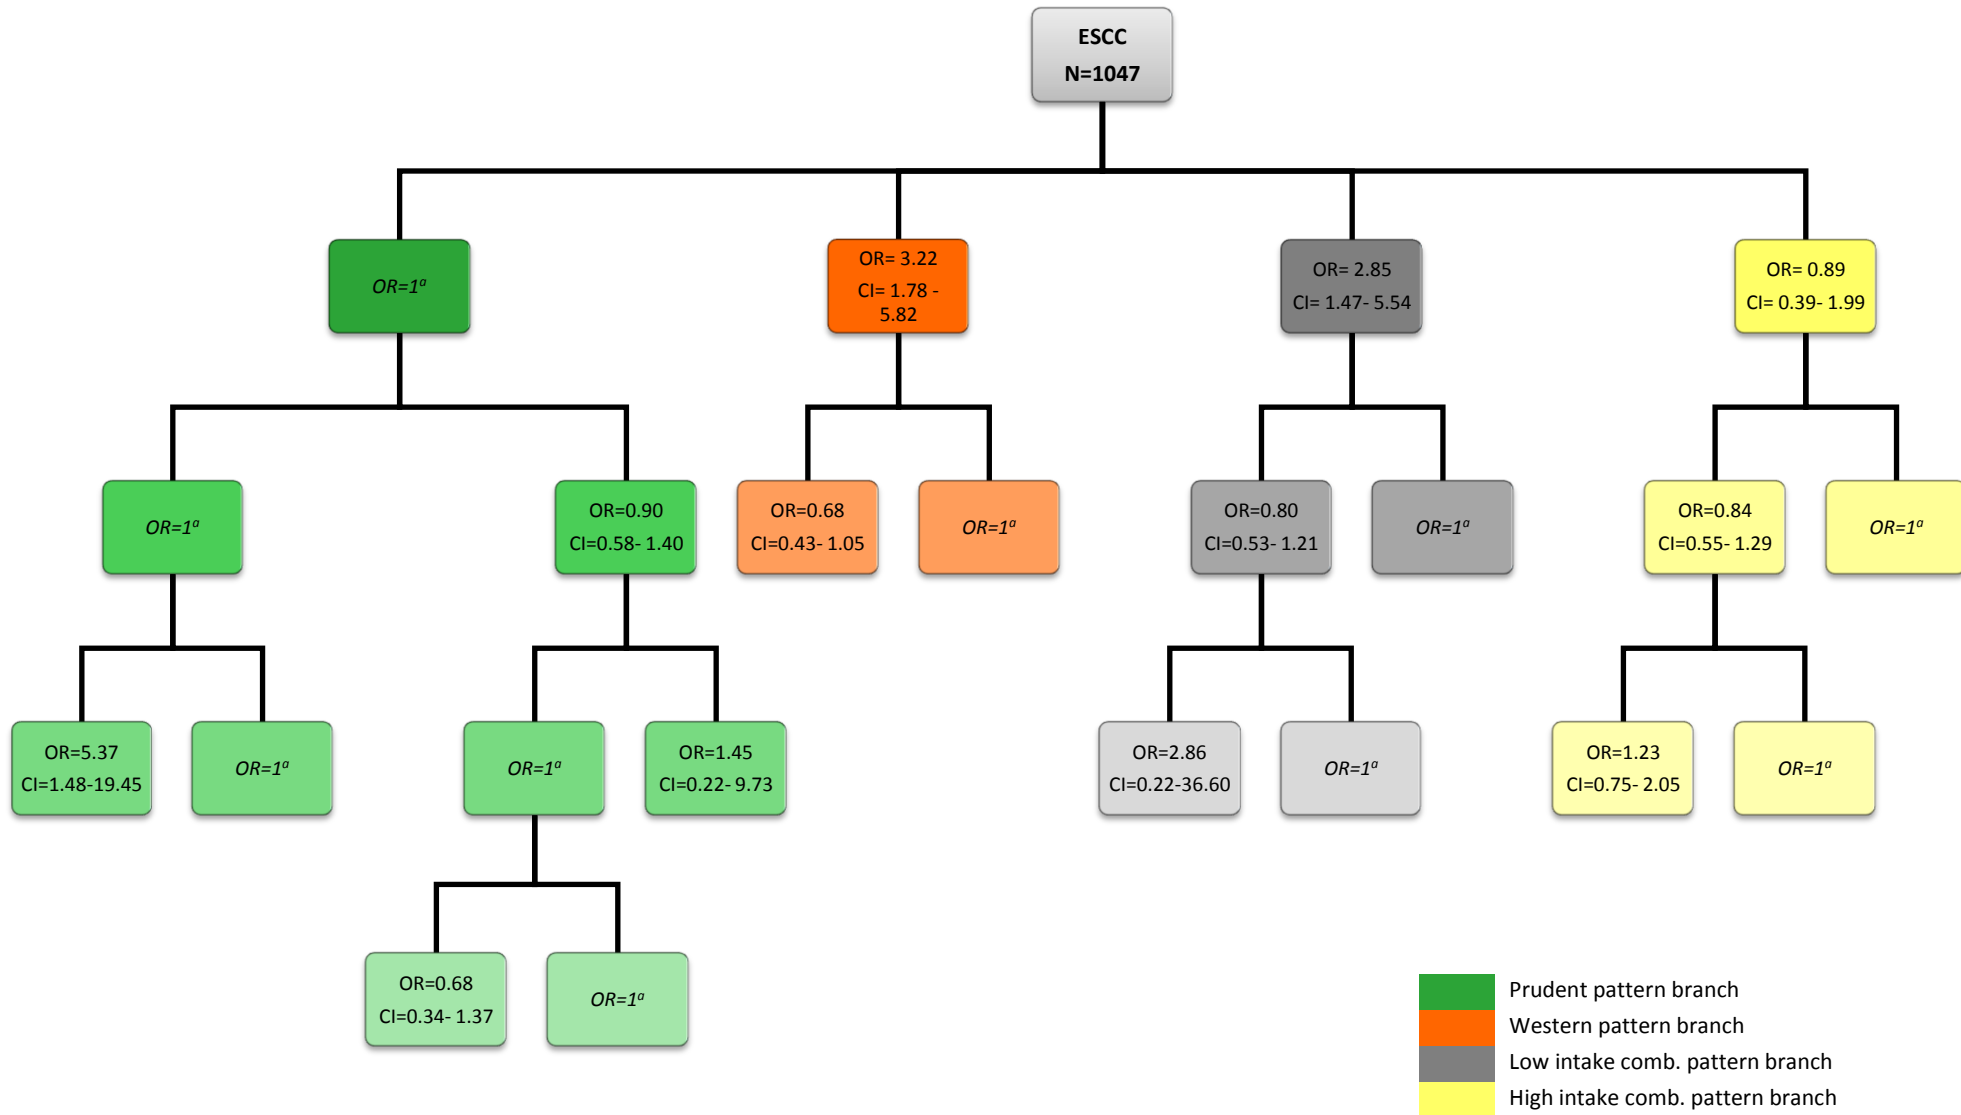 ESCC
N=1047
OR=1ᵃ
OR= 3.22
CI= 1.78 -
5.82
OR= 2.85
CI= 1.47- 5.54
OR= 0.89
CI= 0.39- 1.99
OR=1ᵃ
OR=0.90
CI=0.58- 1.40
OR=0.68
CI=0.43- 1.05
OR=1ᵃ
OR=0.80
CI=0.53- 1.21
OR=1ᵃ
OR=0.84
CI=0.55- 1.29
OR=1ᵃ
OR=5.37
CI=1.48-19.45
OR=1ᵃ
OR=1ᵃ
OR=1.45
CI=0.22- 9.73
OR=2.86
CI=0.22-36.60
OR=1ᵃ
OR=1.23
CI=0.75- 2.05
OR=1ᵃ
OR=0.68
CI=0.34- 1.37
OR=1ᵃ
Prudent pattern branch
Western pattern branch
Low intake comb. pattern branch
High intake comb. pattern branch